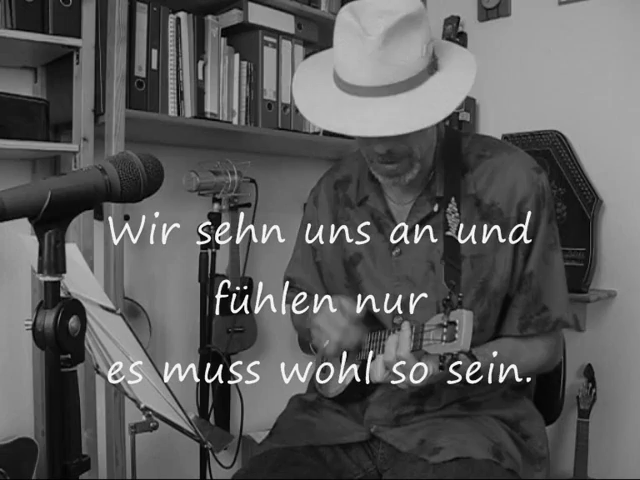 Wir sehn uns an und
fühlen nur
es muss wohl so sein.